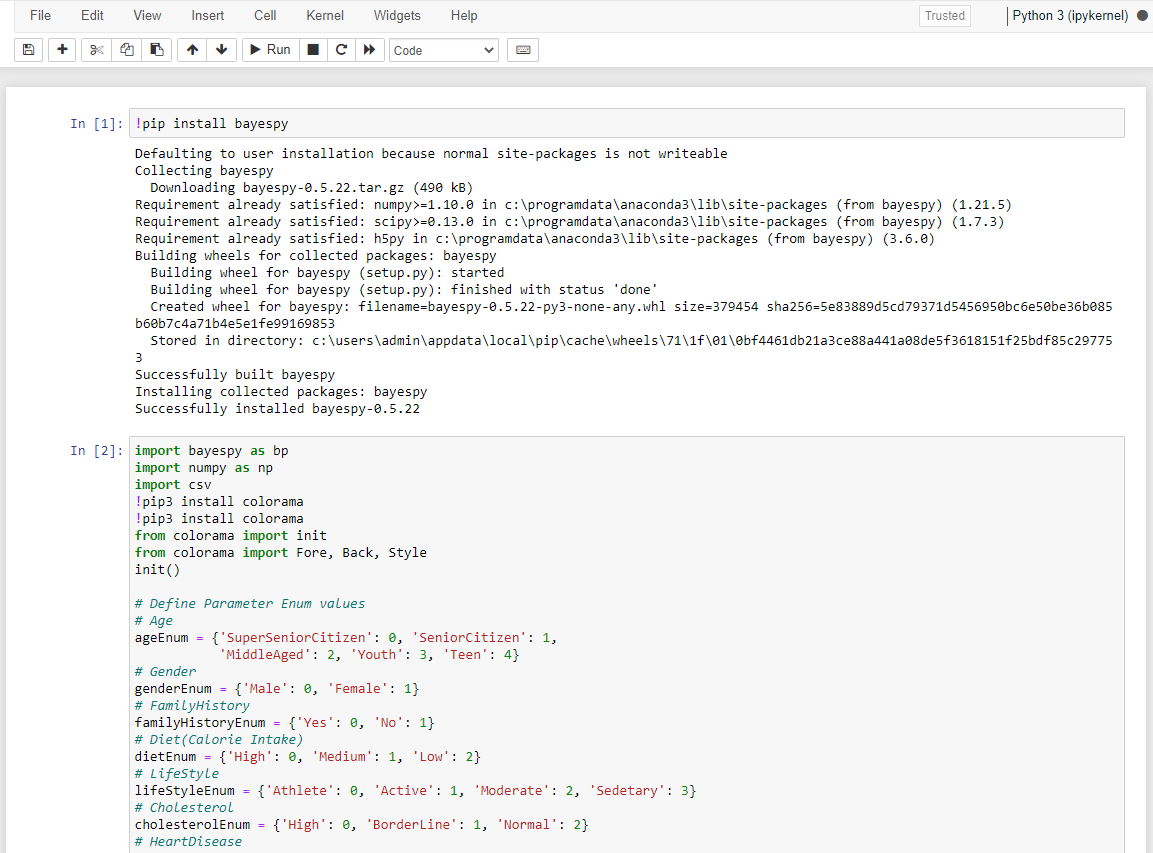 File Edit View Insert Cell Kernel Widgets Help Trusted Python 3 (ipykernel)
Run Code
In [1]: !pip install bayespy
Defaulting to user installation because normal site-packages is not writeable
Collecting bayespy
  Downloading bayespy-0.5.22.tar.gz (490 kB)
Requirement already satisfied: numpy>=1.10.0 in c:\programdata\anaconda3\lib\site-packages (from bayespy) (1.21.5)
Requirement already satisfied: scipy>=0.13.0 in c:\programdata\anaconda3\lib\site-packages (from bayespy) (1.7.3)
Requirement already satisfied: h5py in c:\programdata\anaconda3\lib\site-packages (from bayespy) (3.6.0)
Building wheels for collected packages: bayespy
  Building wheel for bayespy (setup.py): started
  Building wheel for bayespy (setup.py): finished with status 'done'
  Created wheel for bayespy: filename=bayespy-0.5.22-py3-none-any.whl size=379454 sha256=5e83889d5cd79371d5456950bc6e50be36b085
b60b7c4a71b4e5e1fe99169853
  Stored in directory: c:\users\admin\appdata\local\pip\cache\wheels\71\1f\01\0bf4461db21a3ce88a441a08de5f3618151f25bdf85c29775
3
Successfully built bayespy
Installing collected packages: bayespy
Successfully installed bayespy-0.5.22
In [2]: import bayespy as bp
import numpy as np
import csv
!pip3 install colorama
!pip3 install colorama
from colorama import init
from colorama import Fore, Back, Style
init()
# Define Parameter Enum values
# Age
ageEnum = {'SuperSeniorCitizen': 0, 'SeniorCitizen': 1,
           'MiddleAged': 2, 'Youth': 3, 'Teen': 4}
# Gender
genderEnum = {'Male': 0, 'Female': 1}
# FamilyHistory
familyHistoryEnum = {'Yes': 0, 'No': 1}
# Diet(Calorie Intake)
dietEnum = {'High': 0, 'Medium': 1, 'Low': 2}
# LifeStyle
lifeStyleEnum = {'Athlete': 0, 'Active': 1, 'Moderate': 2, 'Sedetary': 3}
# Cholesterol
cholesterolEnum = {'High': 0, 'BorderLine': 1, 'Normal': 2}
# HeartDisease